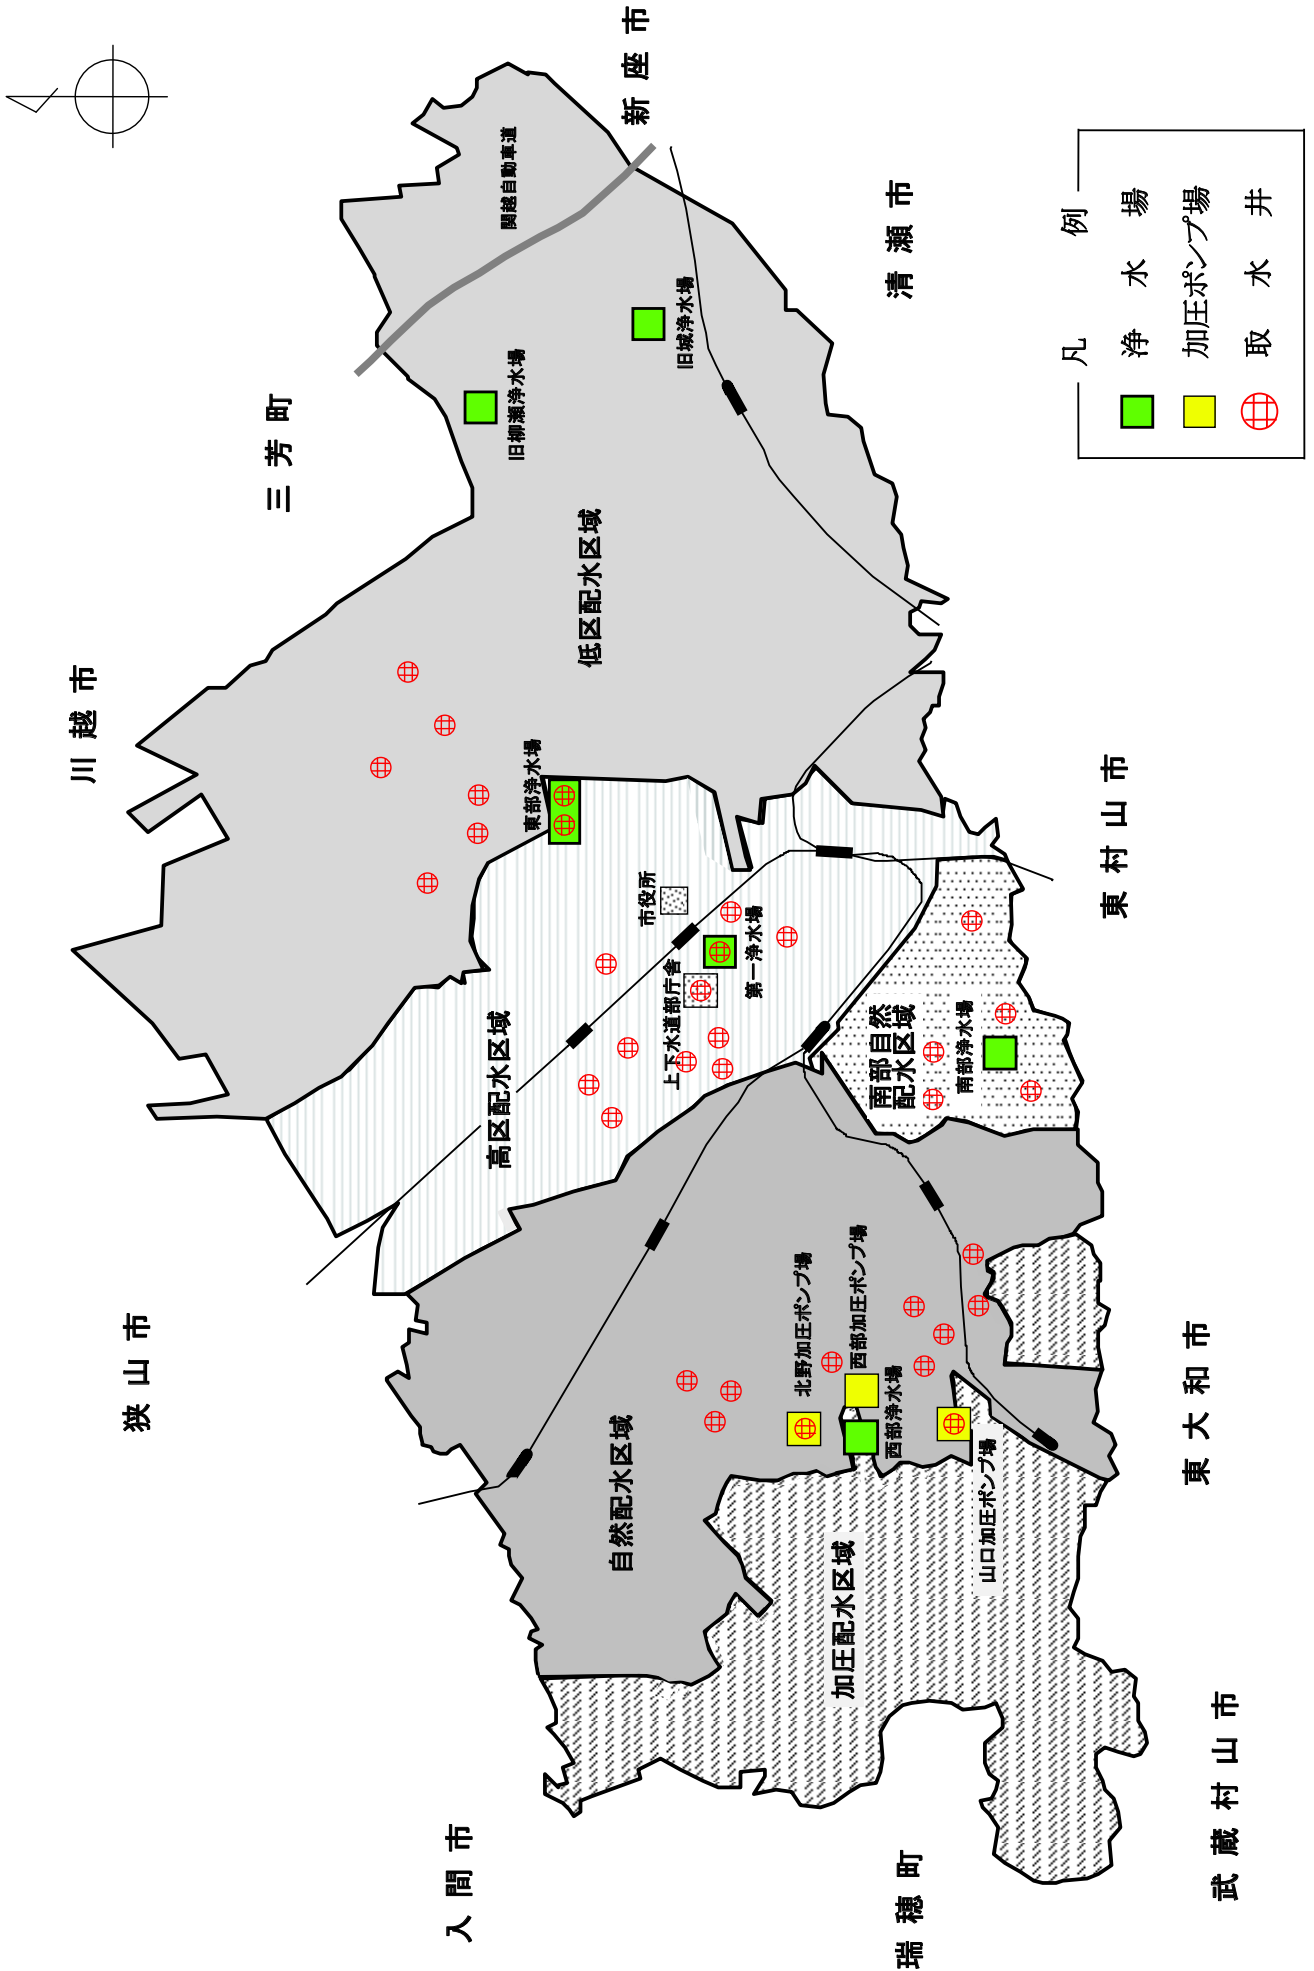 川越市
三芳町
新座市
清瀬市
東村山市
東大和市
武蔵村山市
瑞穂町
入間市
狭山市
関越自動車道
旧柳瀬浄水場
旧城浄水場
低区配水区域
東部浄水場
市役所
第一浄水場
上下水道部庁舎
高区配水区域
南部自然
配水区域
南部浄水場
自然配水区域
北野加圧ポンプ場
西部加圧ポンプ場
西部浄水場
山口加圧ポンプ場
加圧配水区域
凡例
浄水場
加圧ポンプ場
取水井